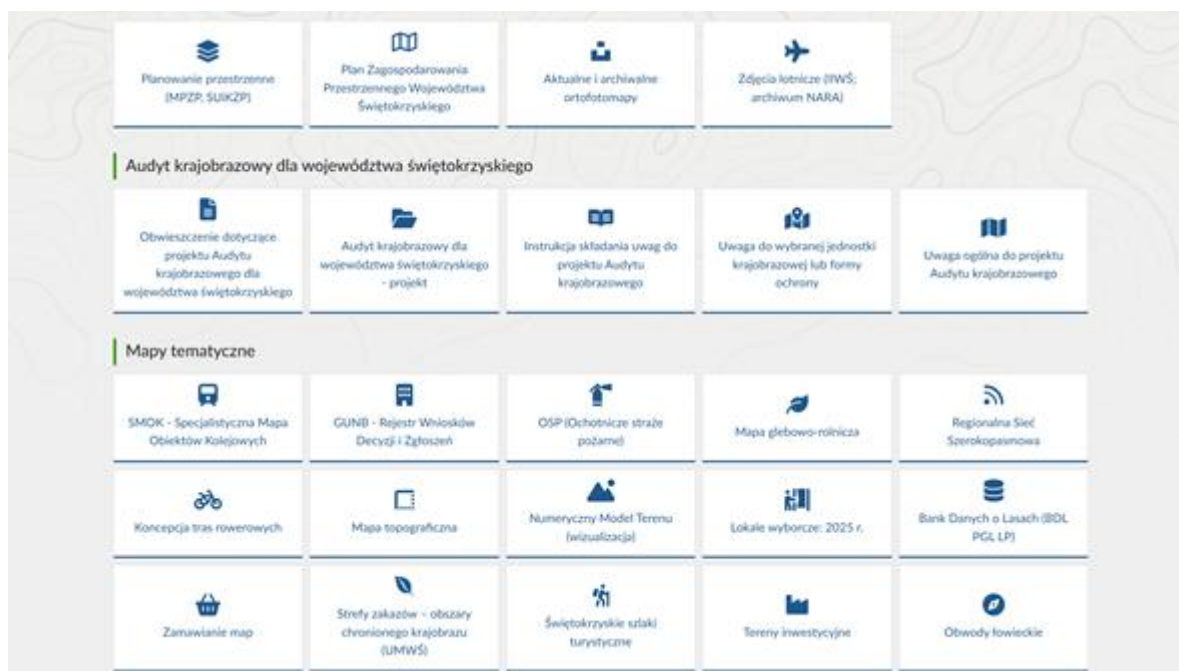 Planowanie przestrzenne
(MPZP, SUIKZP)
Plan Zagospodarowania
Przestrzennego Województwa
Świętokrzyskiego
Aktualne i archiwalne
ortofotomapy
Zdjęcia lotnicze (IIWŚ;
archiwum NARA)
Audyt krajobrazowy dla województwa świętokrzyskiego
Obwieszczenie dotyczące
projektu Audytu
krajobrazowego dla
województwa świętokrzyskiego
Audyt krajobrazowy dla
województwa świętokrzyskiego
- projekt
Instrukcja składania uwag do
projektu Audytu
krajobrazowego
Uwaga do wybranej jednostki
krajobrazowej lub formy
ochrony
Uwaga ogólna do projektu
Audytu krajobrazowego
Mapy tematyczne
SMOK - Specjalistyczna Mapa
Obiektów Kolejowych
GUNB - Rejestr Wniosków
Decyzji i Zgłoszeń
OSP (Ochotnicze straże
pożarne)
Mapa glebowo-rolnicza
Regionalna Sieć
Szerokopasmowa
Koncepcja tras rowerowych
Mapa topograficzna
Numeryczny Model Terenu
(wizualizacja)
Lokale wyborcze: 2025 r.
Bank Danych o Lasach (BDL
PGL LP)
Zamawianie map
Strefy zakazów – obszary
chronionego krajobrazu
(UMWŚ)
Świętokrzyskie szlaki
turystyczne
Tereny inwestycyjne
Obwody łowieckie